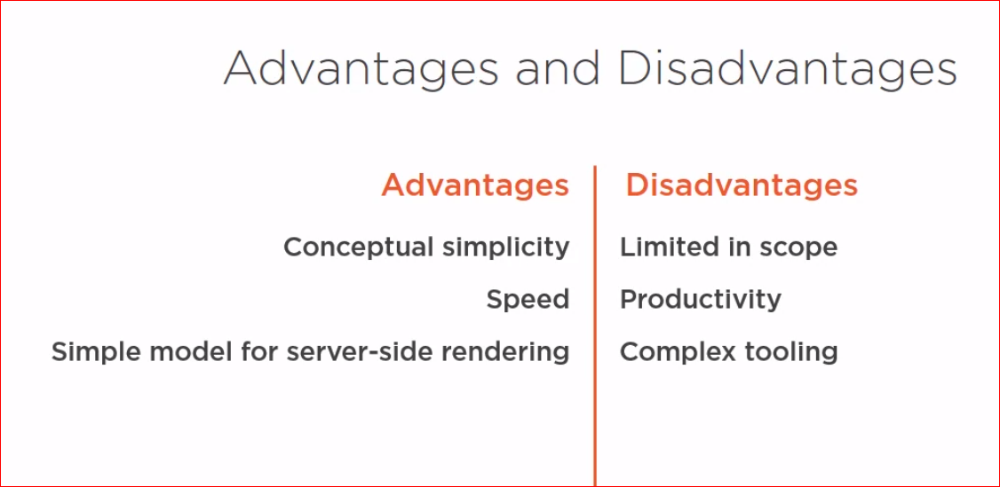 Advantages and Disadvantages
Advantages
Conceptual simplicity
Speed
Simple model for server-side rendering
Disadvantages
Limited in scope
Productivity
Complex tooling